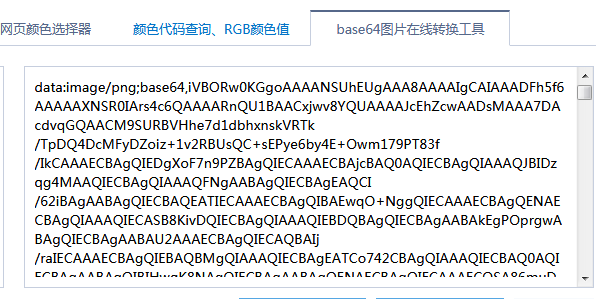 网页颜色选择器 颜色代码查询、RGB颜色值 base64图片在线转换工具
data:image/png;base64,iVBORw0KGgoAAAANSUhEUgAAA8AAAAIgCAIAAADFh5f6
AAAAAXNSR0IArs4c6QAAAARnQU1BAACxjwv8YQUAAAAJcEhZcwAADsMAAA7DA
cdvqGQAACM9SURBVHhe7d1dbhxnskVRTk
/TpDQ4DcMFyDZoiz+1v2RBUsQC+sEPye6by4E+Owm179PT83f
/IkCAAAECBAgQIEDgXoF7n9PZBAgQIECAAAECBAjcBAQ0AQIECBAgQIAAAQJBIDz
qg4MAAQIECBAgQIAAAQFNgAABAgQIECBAgEAQCI
/62iBAgAABAgQIECBAQEATIECAAAECBAgQIBAEwqO+NggQIECAAAECBAgQENAE
CBAgQIAAAQIECASB8KivDQIECBAgQIAAAQIEBDQBAgQIECBAgAABAkEgPOprgwA
BAgQIECBAgAABAU2AAAECBAgQIECAQBAIj
/raIECAAAECBAgQIEBAQBMgQIAAAQIECBAgEATCo742CBAgQIAAAQIECBAQ0AQI